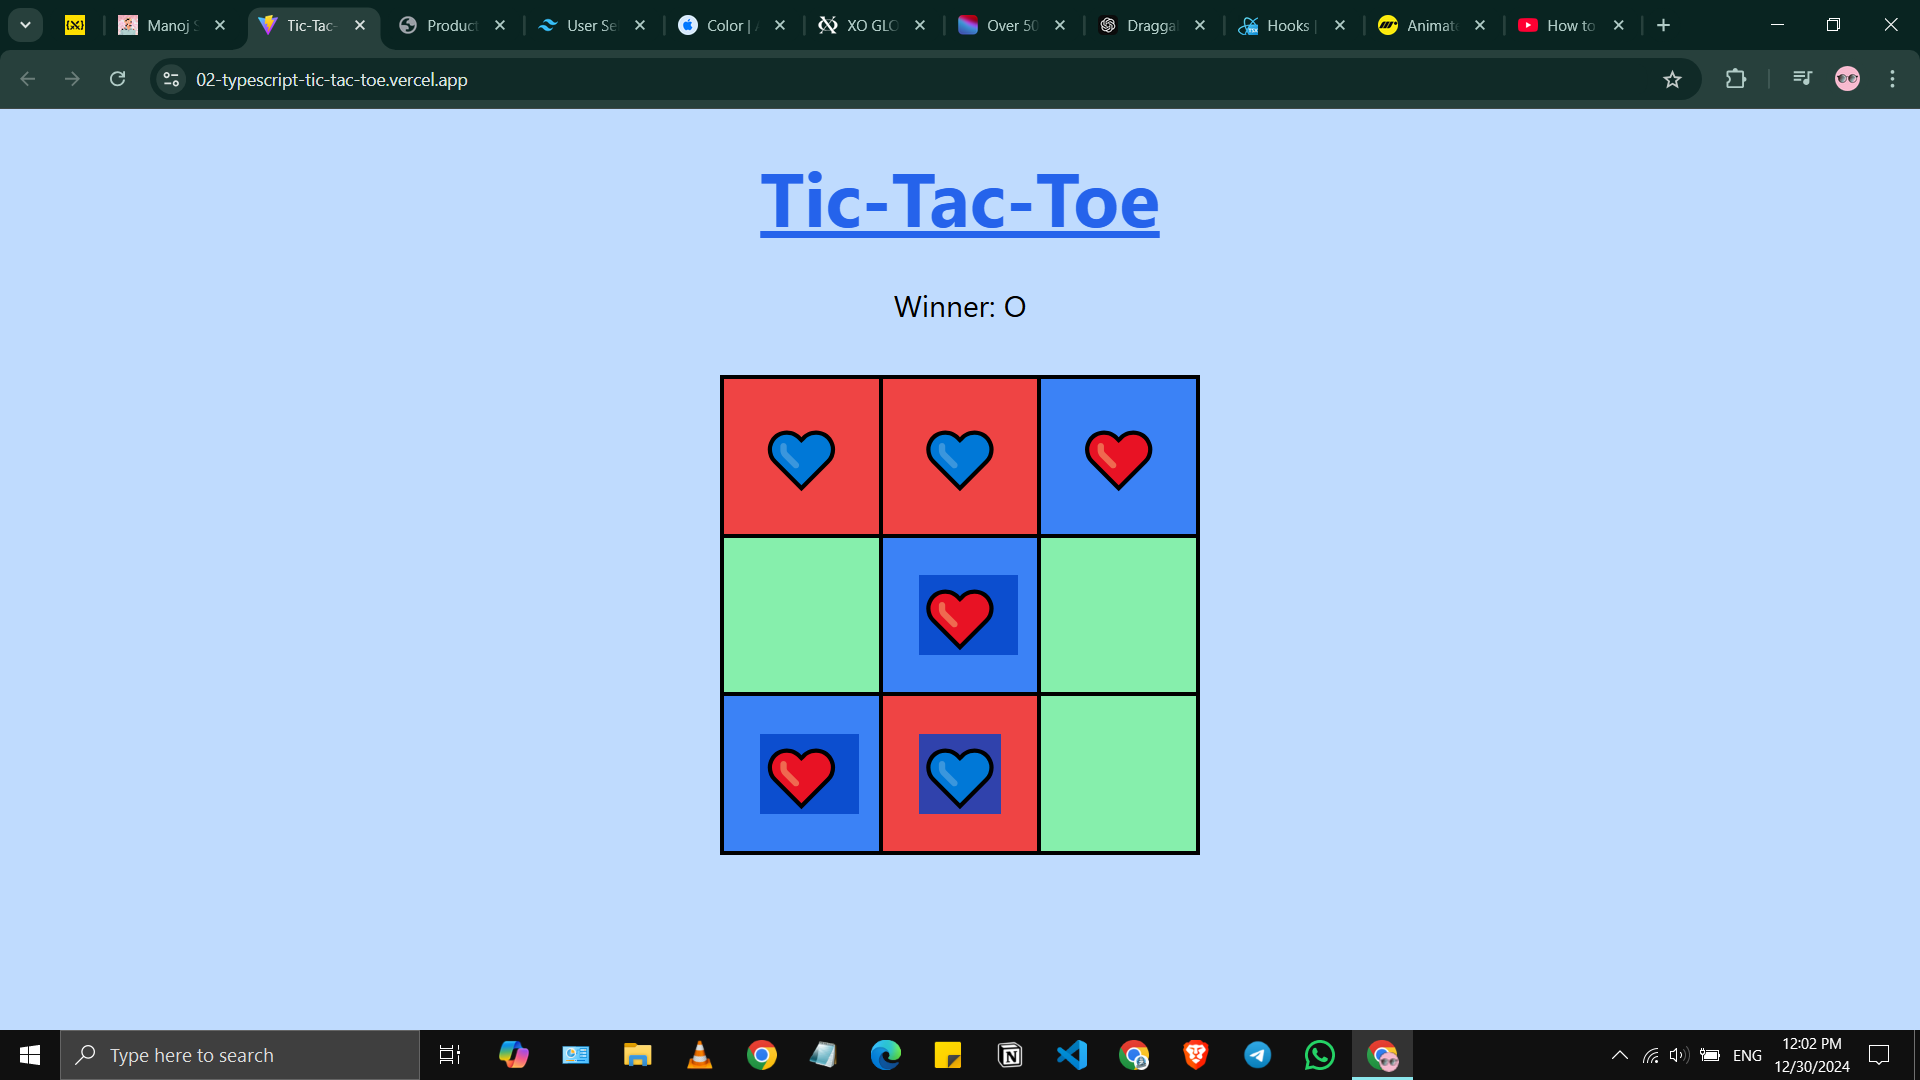 {X}
Manoj S
Tic-Tac-
Product
User Se
Color |
XO GLO
Over 50
Dragga
Hooks |
Animat
How to
02-typescript-tic-tac-toe.vercel.app
Tic-Tac-Toe
Winner: O
Type here to search
ENG
12:02 PM
12/30/2024